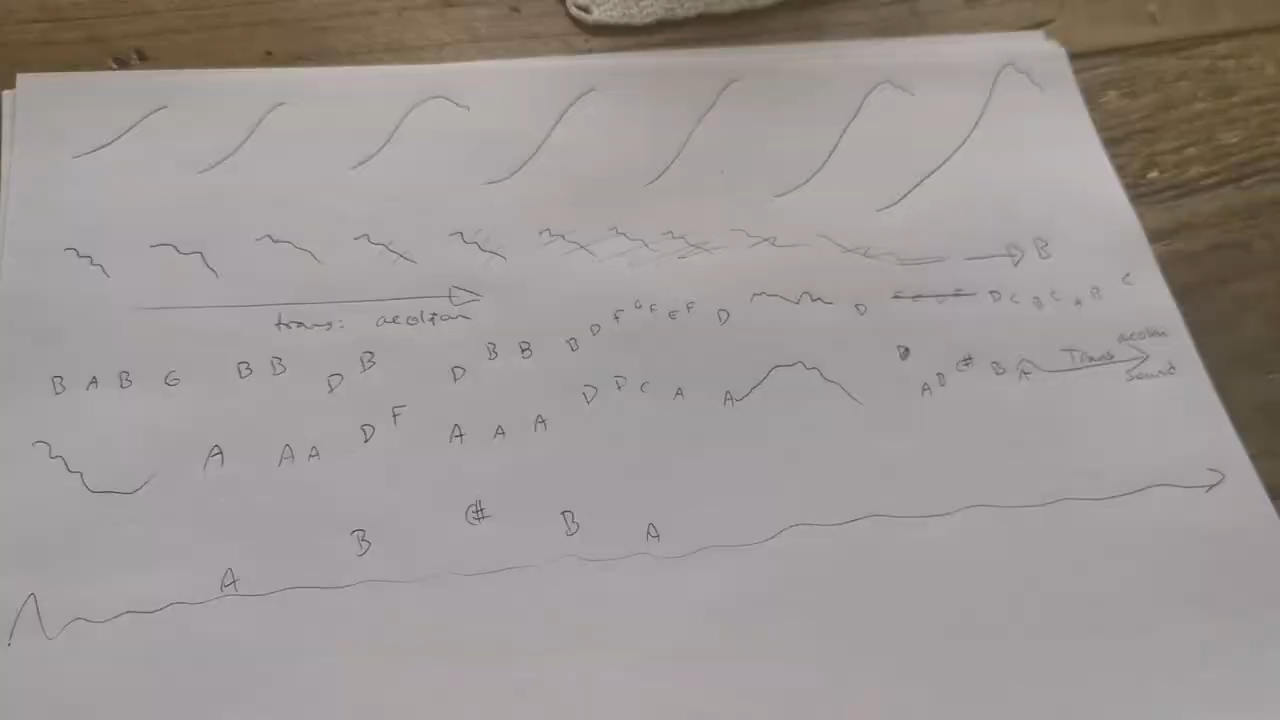 B
trans: aeolian
D F G F E F D D D C B C A B C
B A B G B B D B D B B B
A A A D F A A A D D C A A A D C# B A Trans aeolian sound
A B C# B A